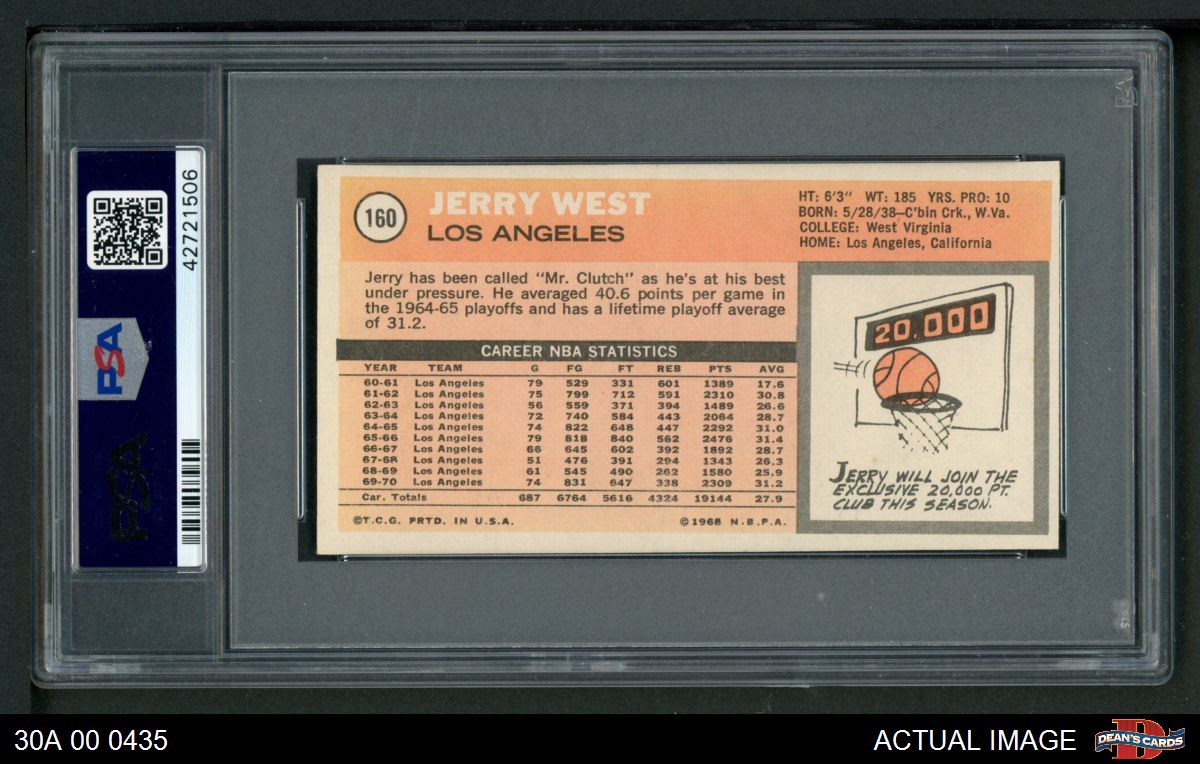 42721506
PSA
PSA
160
JERRY WEST
LOS ANGELES
HT: 6'3" WT: 185 YRS. PRO: 10
BORN: 5/28/38—C'bin Crk., W.Va.
COLLEGE: West Virginia
HOME: Los Angeles, California
Jerry has been called "Mr. Clutch" as he's at his best
under pressure. He averaged 40.6 points per game in
the 1964-65 playoffs and has a lifetime playoff average
of 31.2.
CAREER NBA STATISTICS
YEAR TEAM G FG FT REB PTS AVG
60-61 Los Angeles 79 529 331 601 1389 17.6
61-62 Los Angeles 75 799 712 591 2310 30.8
62-63 Los Angeles 56 559 371 394 1489 26.6
63-64 Los Angeles 72 740 584 443 2064 28.7
64-65 Los Angeles 74 822 648 447 2292 31.0
65-66 Los Angeles 79 818 840 562 2476 31.4
66-67 Los Angeles 66 645 602 392 1892 28.7
67-68 Los Angeles 51 476 391 294 1343 26.3
68-69 Los Angeles 61 545 490 262 1580 25.9
69-70 Los Angeles 74 831 647 338 2309 31.2
Car. Totals 687 6764 5616 4324 19144 27.9
©T.C.G. PRTD. IN U.S.A. ©1968 N.B.P.A.
20,000
JERRY WILL JOIN THE
EXCLUSIVE 20,000 PT.
CLUB THIS SEASON.
30A 00 0435
ACTUAL IMAGE
DEAN'S CARDS